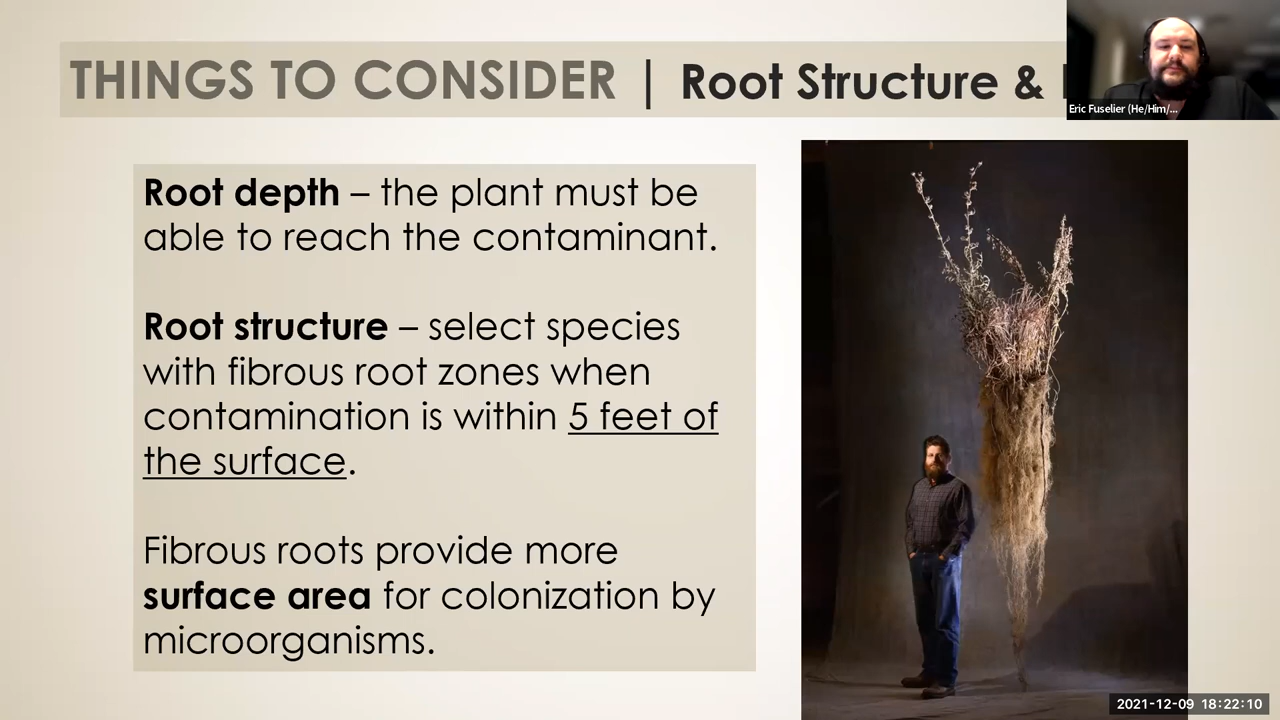 THINGS TO CONSIDER | Root Structure &
Eric Fuselier (He/Him/...
Root depth – the plant must be
able to reach the contaminant.
Root structure – select species
with fibrous root zones when
contamination is within 5 feet of
the surface.
Fibrous roots provide more
surface area for colonization by
microorganisms.
2021-12-09 18:22:10